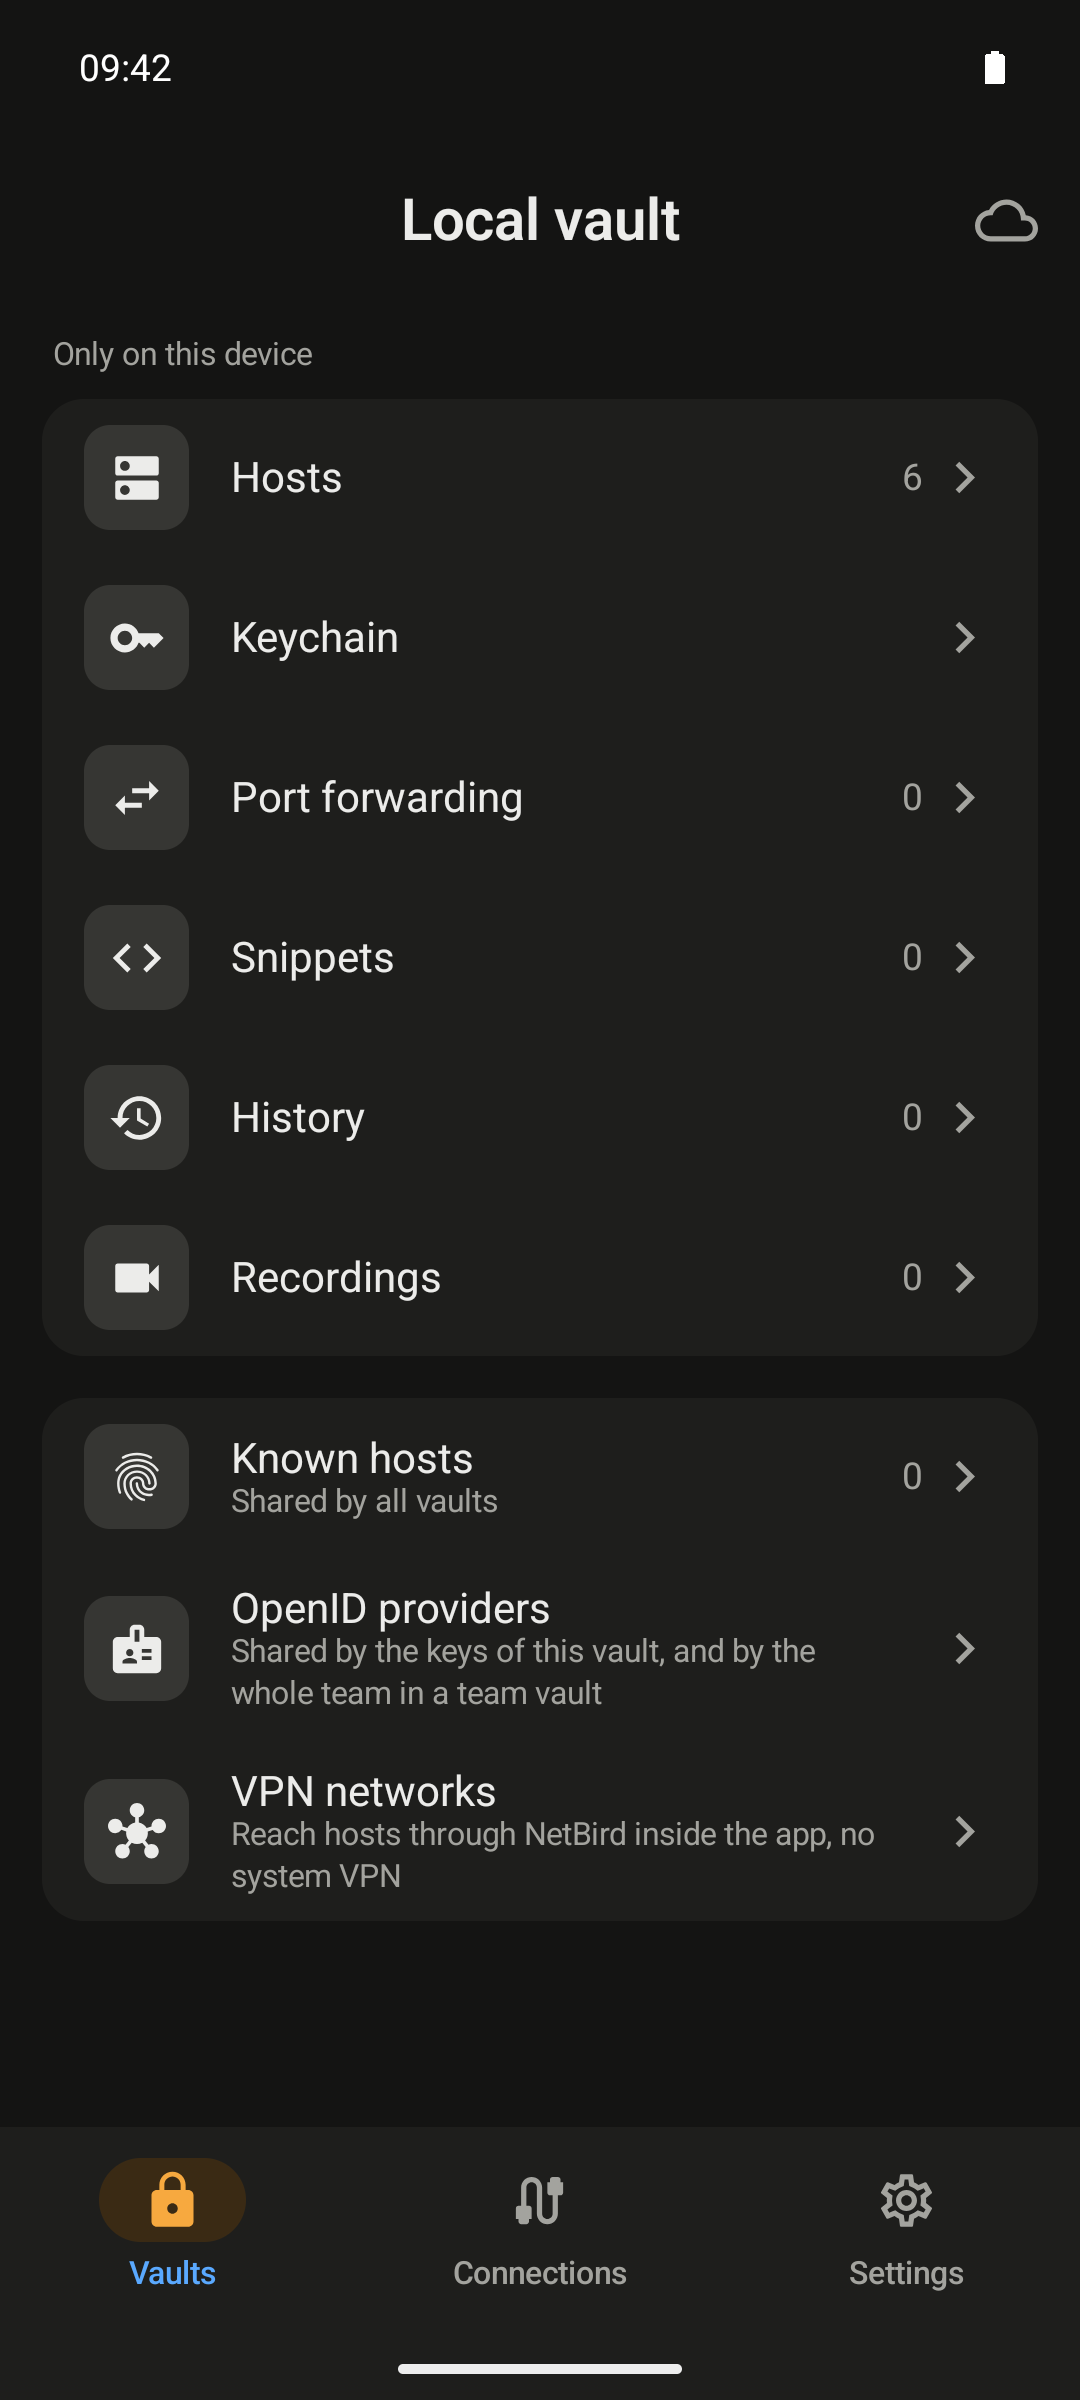 09:42
Local vault
Only on this device
Hosts 6
Keychain
Port forwarding 0
Snippets 0
History 0
Recordings 0
Known hosts 0
Shared by all vaults
OpenID providers
Shared by the keys of this vault, and by the
whole team in a team vault
VPN networks
Reach hosts through NetBird inside the app, no
system VPN
Vaults Connections Settings